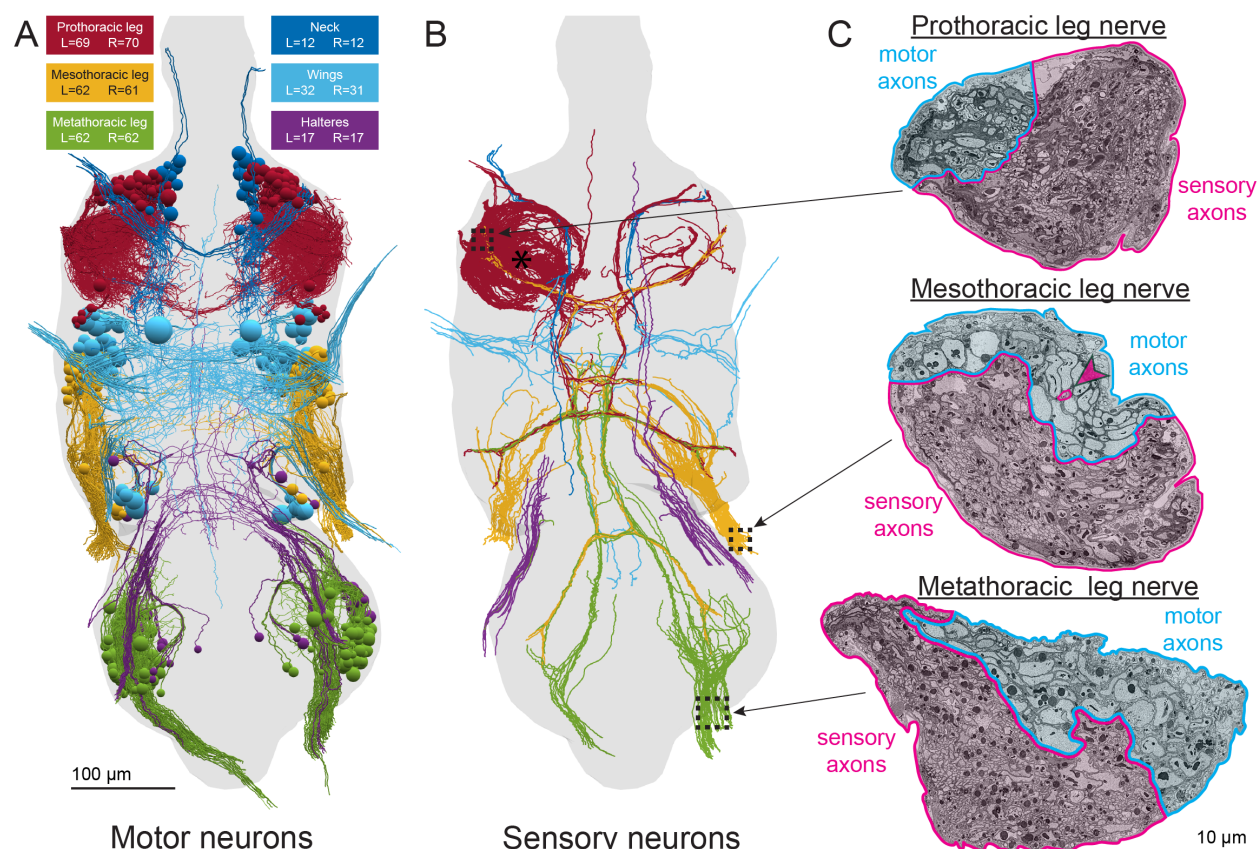 A
Prothoracic leg
L=69 R=70
Neck
L=12 R=12
Mesothoracic leg
L=62 R=61
Wings
L=32 R=31
Metathoracic leg
L=62 R=62
Halteres
L=17 R=17
100 µm
Motor neurons
B
*
Sensory neurons
C
Prothoracic leg nerve
motor
axons
sensory
axons
Mesothoracic leg nerve
motor
axons
sensory
axons
Metathoracic leg nerve
motor
axons
sensory
axons
10 µm